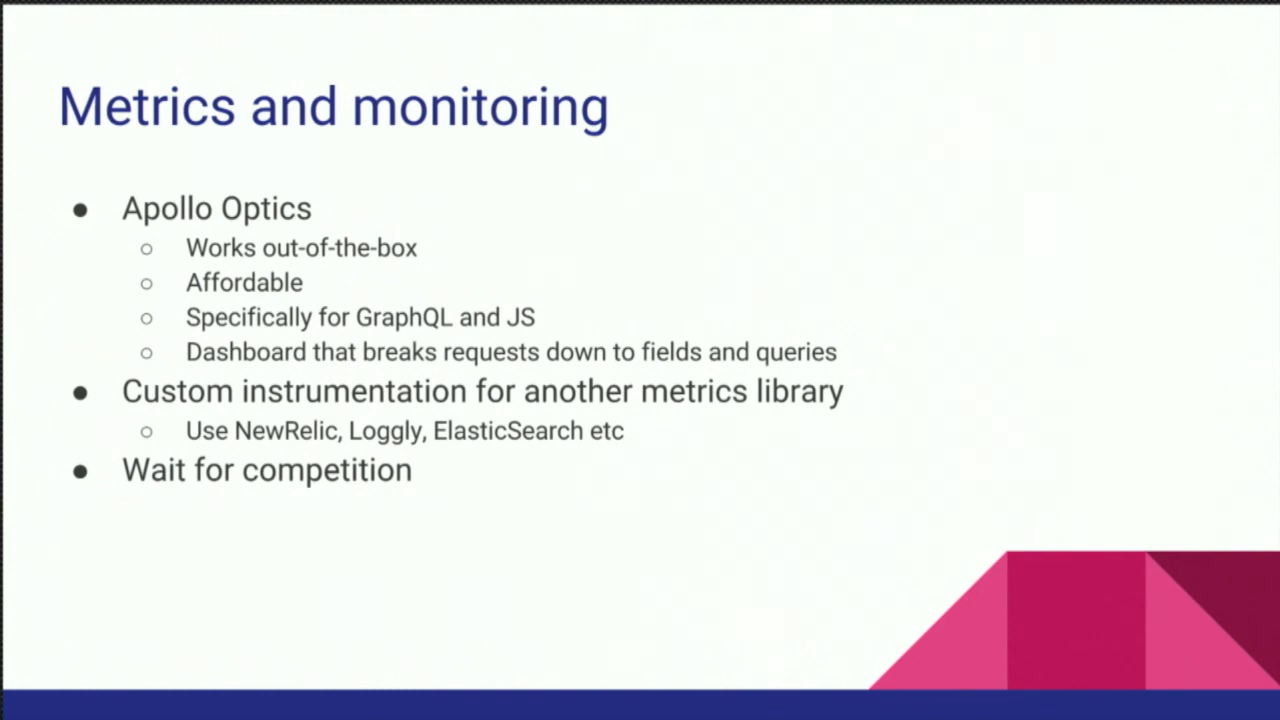 Metrics and monitoring
● Apollo Optics
○ Works out-of-the-box
○ Affordable
○ Specifically for GraphQL and JS
○ Dashboard that breaks requests down to fields and queries
● Custom instrumentation for another metrics library
○ Use NewRelic, Loggly, ElasticSearch etc
● Wait for competition